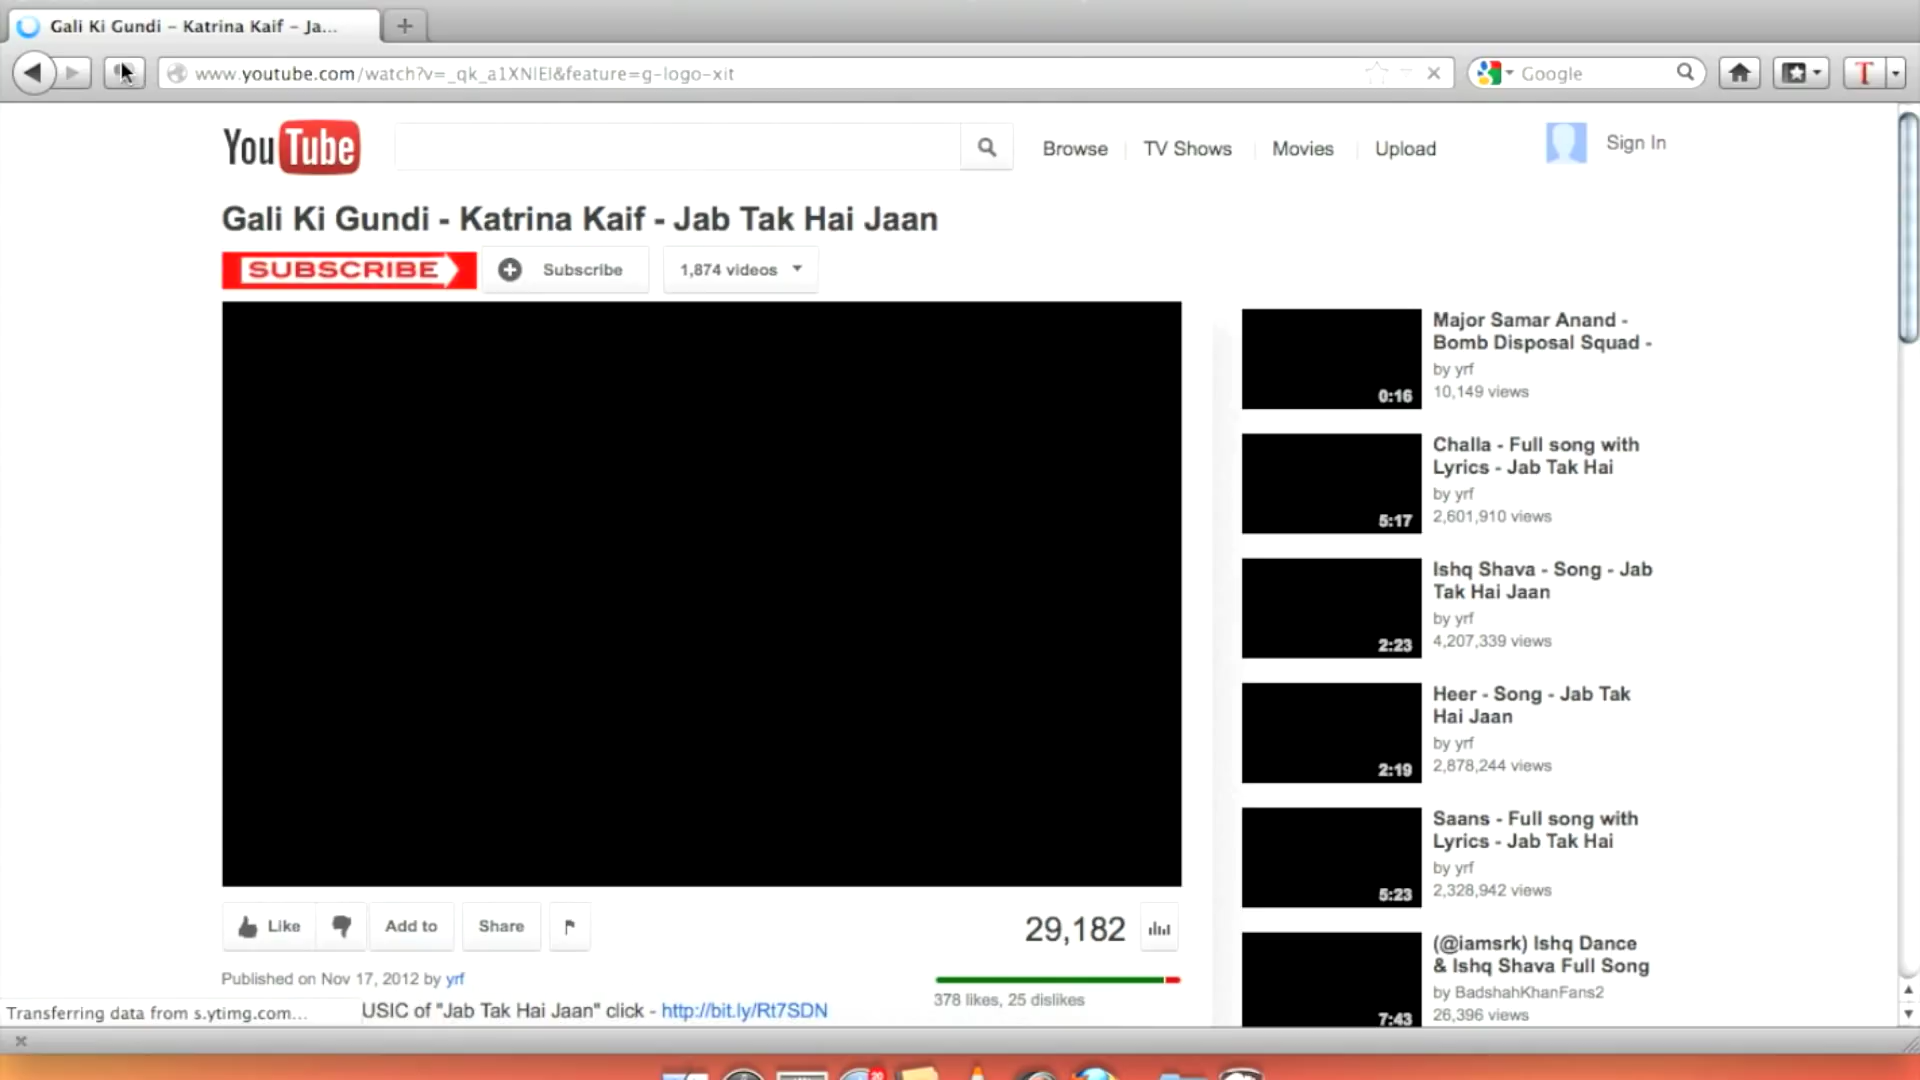 Gali Ki Gundi – Katrina Kaif – Ja...
www.youtube.com/watch?v=_qk_a1XNlEI&feature=g-logo-xit
Google
T
YouTube
Browse
TV Shows
Movies
Upload
Sign In
Gali Ki Gundi - Katrina Kaif - Jab Tak Hai Jaan
SUBSCRIBE
Subscribe
1,874 videos
Major Samar Anand -
Bomb Disposal Squad -
by yrf
10,149 views
0:16
Challa - Full song with
Lyrics - Jab Tak Hai
by yrf
2,601,910 views
5:17
Ishq Shava - Song - Jab
Tak Hai Jaan
by yrf
4,207,339 views
2:23
Heer - Song - Jab Tak
Hai Jaan
by yrf
2,878,244 views
2:19
Saans - Full song with
Lyrics - Jab Tak Hai
by yrf
2,328,942 views
5:23
(@iamsrk) Ishq Dance
& Ishq Shava Full Song
by BadshahKhanFans2
26,396 views
7:43
Like
Add to
Share
29,182
Published on Nov 17, 2012 by yrf
378 likes, 25 dislikes
Transferring data from s.ytimg.com...
USIC of "Jab Tak Hai Jaan" click - http://bit.ly/Rt7SDN
20